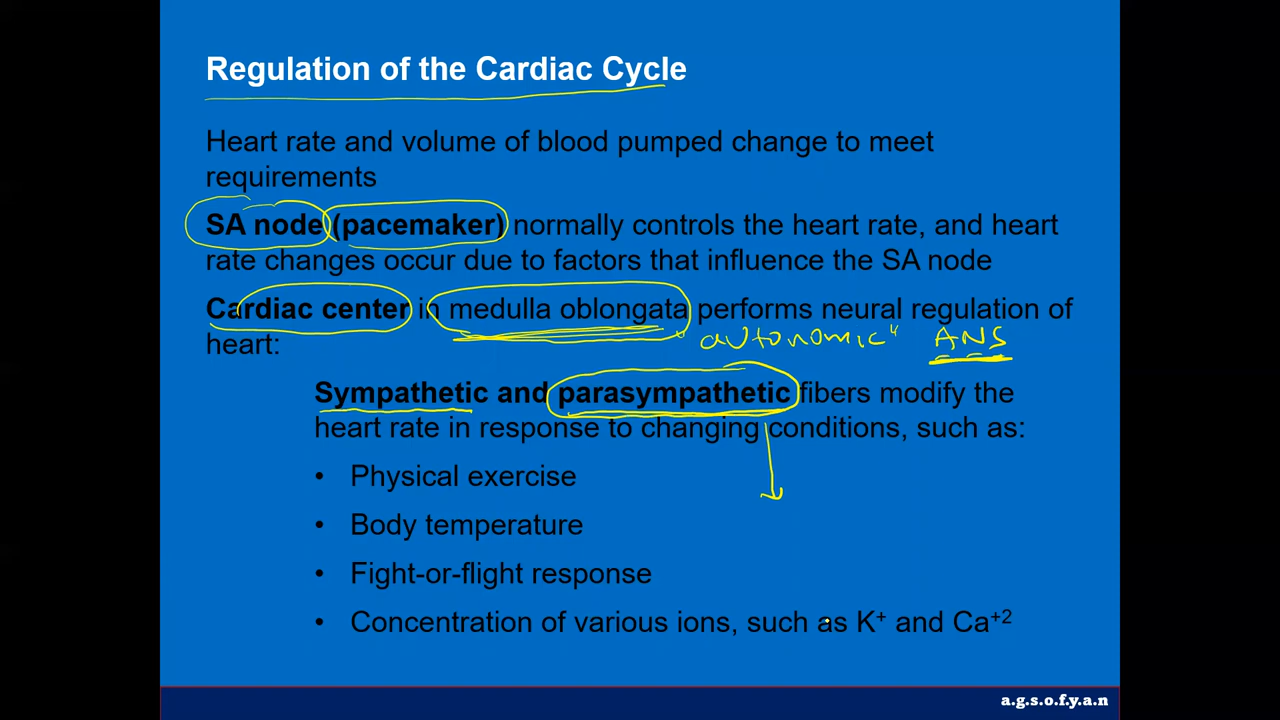 Regulation of the Cardiac Cycle
Heart rate and volume of blood pumped change to meet
requirements
SA node (pacemaker) normally controls the heart rate, and heart
rate changes occur due to factors that influence the SA node
Cardiac center in medulla oblongata performs neural regulation of
heart:
"autonomic" ANS
Sympathetic and parasympathetic fibers modify the
heart rate in response to changing conditions, such as:
• Physical exercise
• Body temperature
• Fight-or-flight response
• Concentration of various ions, such as K⁺ and Ca⁺²
a.g.s.o.f.y.a.n